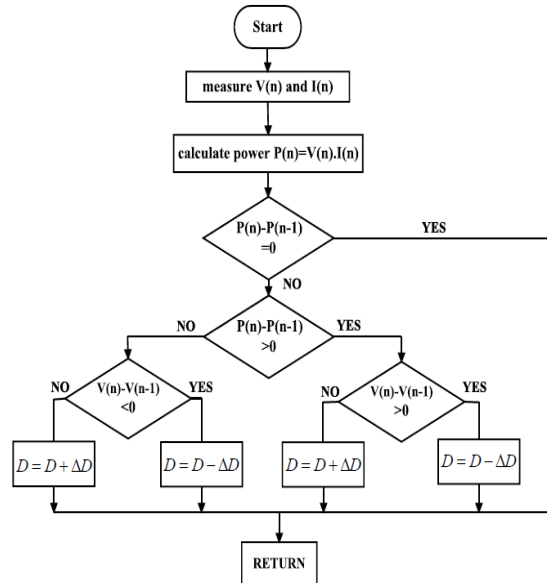 Start
measure V(n) and I(n)
calculate power P(n)=V(n).I(n)
P(n)-P(n-1)
=0
YES
NO
P(n)-P(n-1)
>0
NO
YES
V(n)-V(n-1)
<0
NO
YES
V(n)-V(n-1)
>0
NO
YES
D = D + ΔD
D = D − ΔD
D = D + ΔD
D = D − ΔD
RETURN